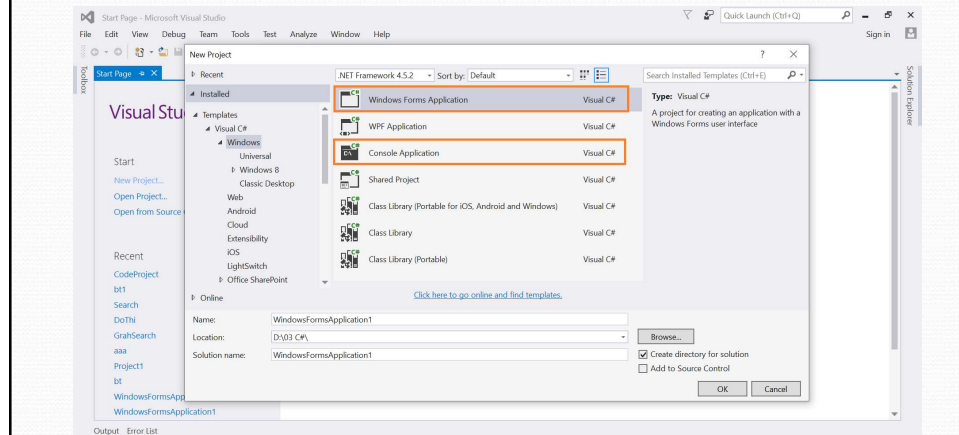 Start Page - Microsoft Visual Studio
Quick Launch (Ctrl+Q)
File Edit View Debug Team Tools Test Analyze Window Help
Sign in
Toolbox
Start Page
Solution Explorer
Visual Stu
Start
New Project...
Open Project...
Open from Source
Recent
CodeProject
bt1
Search
DoThi
GrahSearch
aaa
Project1
bt
WindowsFormsApp
WindowsFormsApplication1
Output Error List
New Project
? ×
Recent
.NET Framework 4.5.2
Sort by: Default
Search Installed Templates (Ctrl+E)
Installed
Templates
Visual C#
Windows
Universal
Windows 8
Classic Desktop
Web
Android
Cloud
Extensibility
iOS
LightSwitch
Office SharePoint
Online
Windows Forms Application Visual C#
WPF Application Visual C#
Console Application Visual C#
Shared Project Visual C#
Class Library (Portable for iOS, Android and Windows) Visual C#
Class Library Visual C#
Class Library (Portable) Visual C#
Click here to go online and find templates.
Type: Visual C#
A project for creating an application with a
Windows Forms user interface
Name: WindowsFormsApplication1
Location: D:\03 C#\
Browse...
Solution name: WindowsFormsApplication1
Create directory for solution
Add to Source Control
OK Cancel